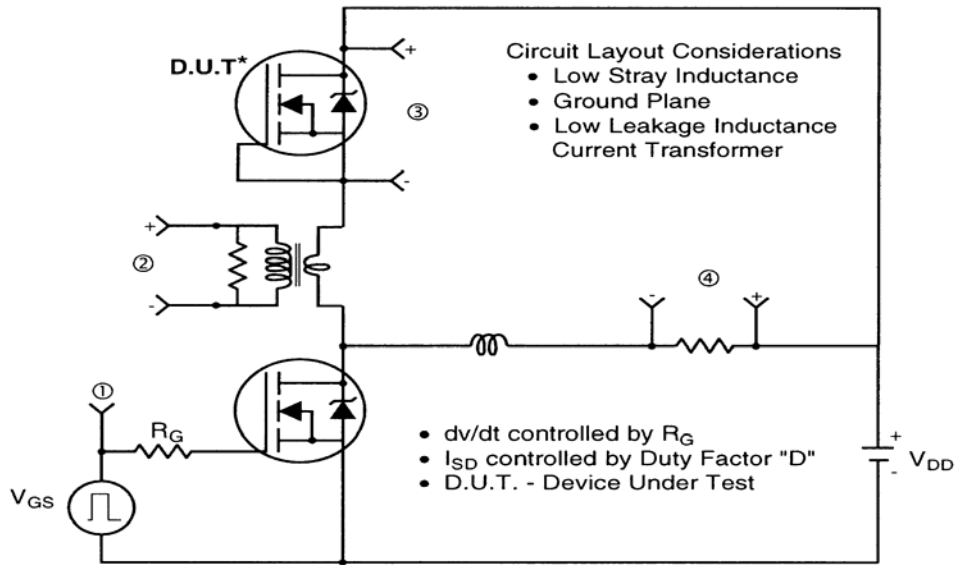 D.U.T*
+
③
-
Circuit Layout Considerations
• Low Stray Inductance
• Ground Plane
• Low Leakage Inductance
Current Transformer
+
②
-
④
-
+
①
R_G
V_GS
• dv/dt controlled by R_G
• I_SD controlled by Duty Factor "D"
• D.U.T. - Device Under Test
+
V_DD
-